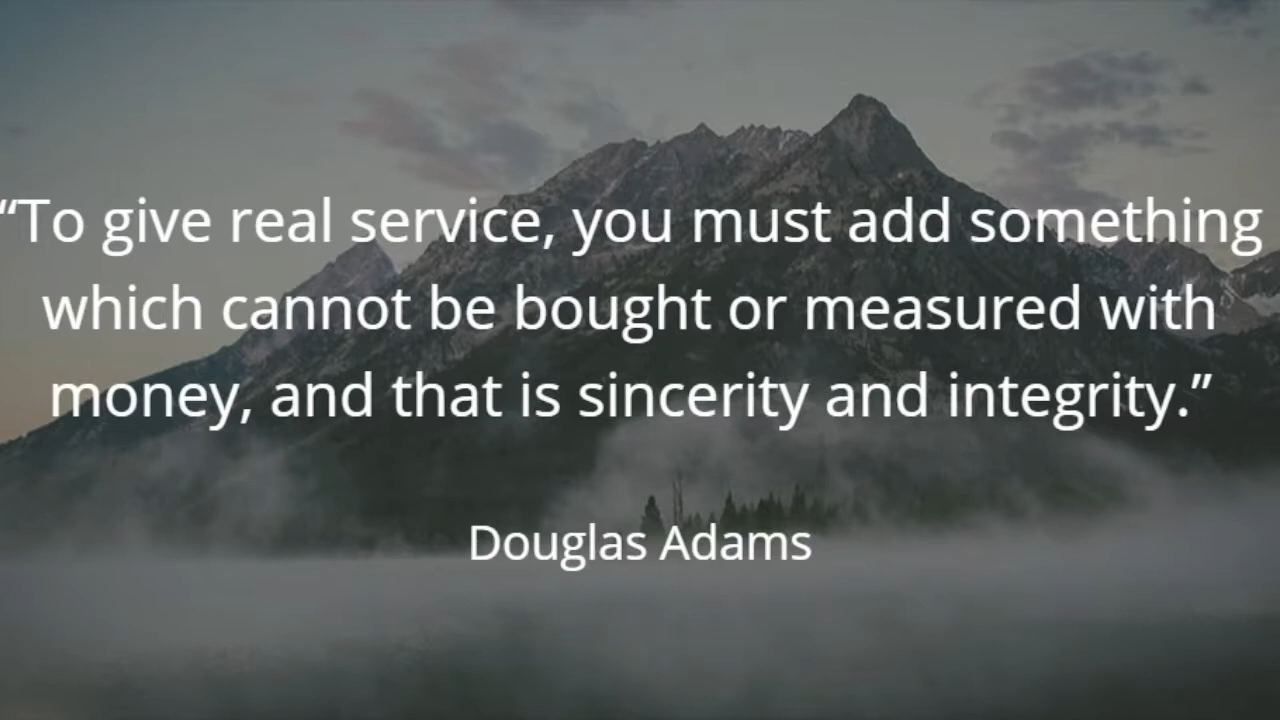 “To give real service, you must add something
which cannot be bought or measured with
money, and that is sincerity and integrity.”
Douglas Adams